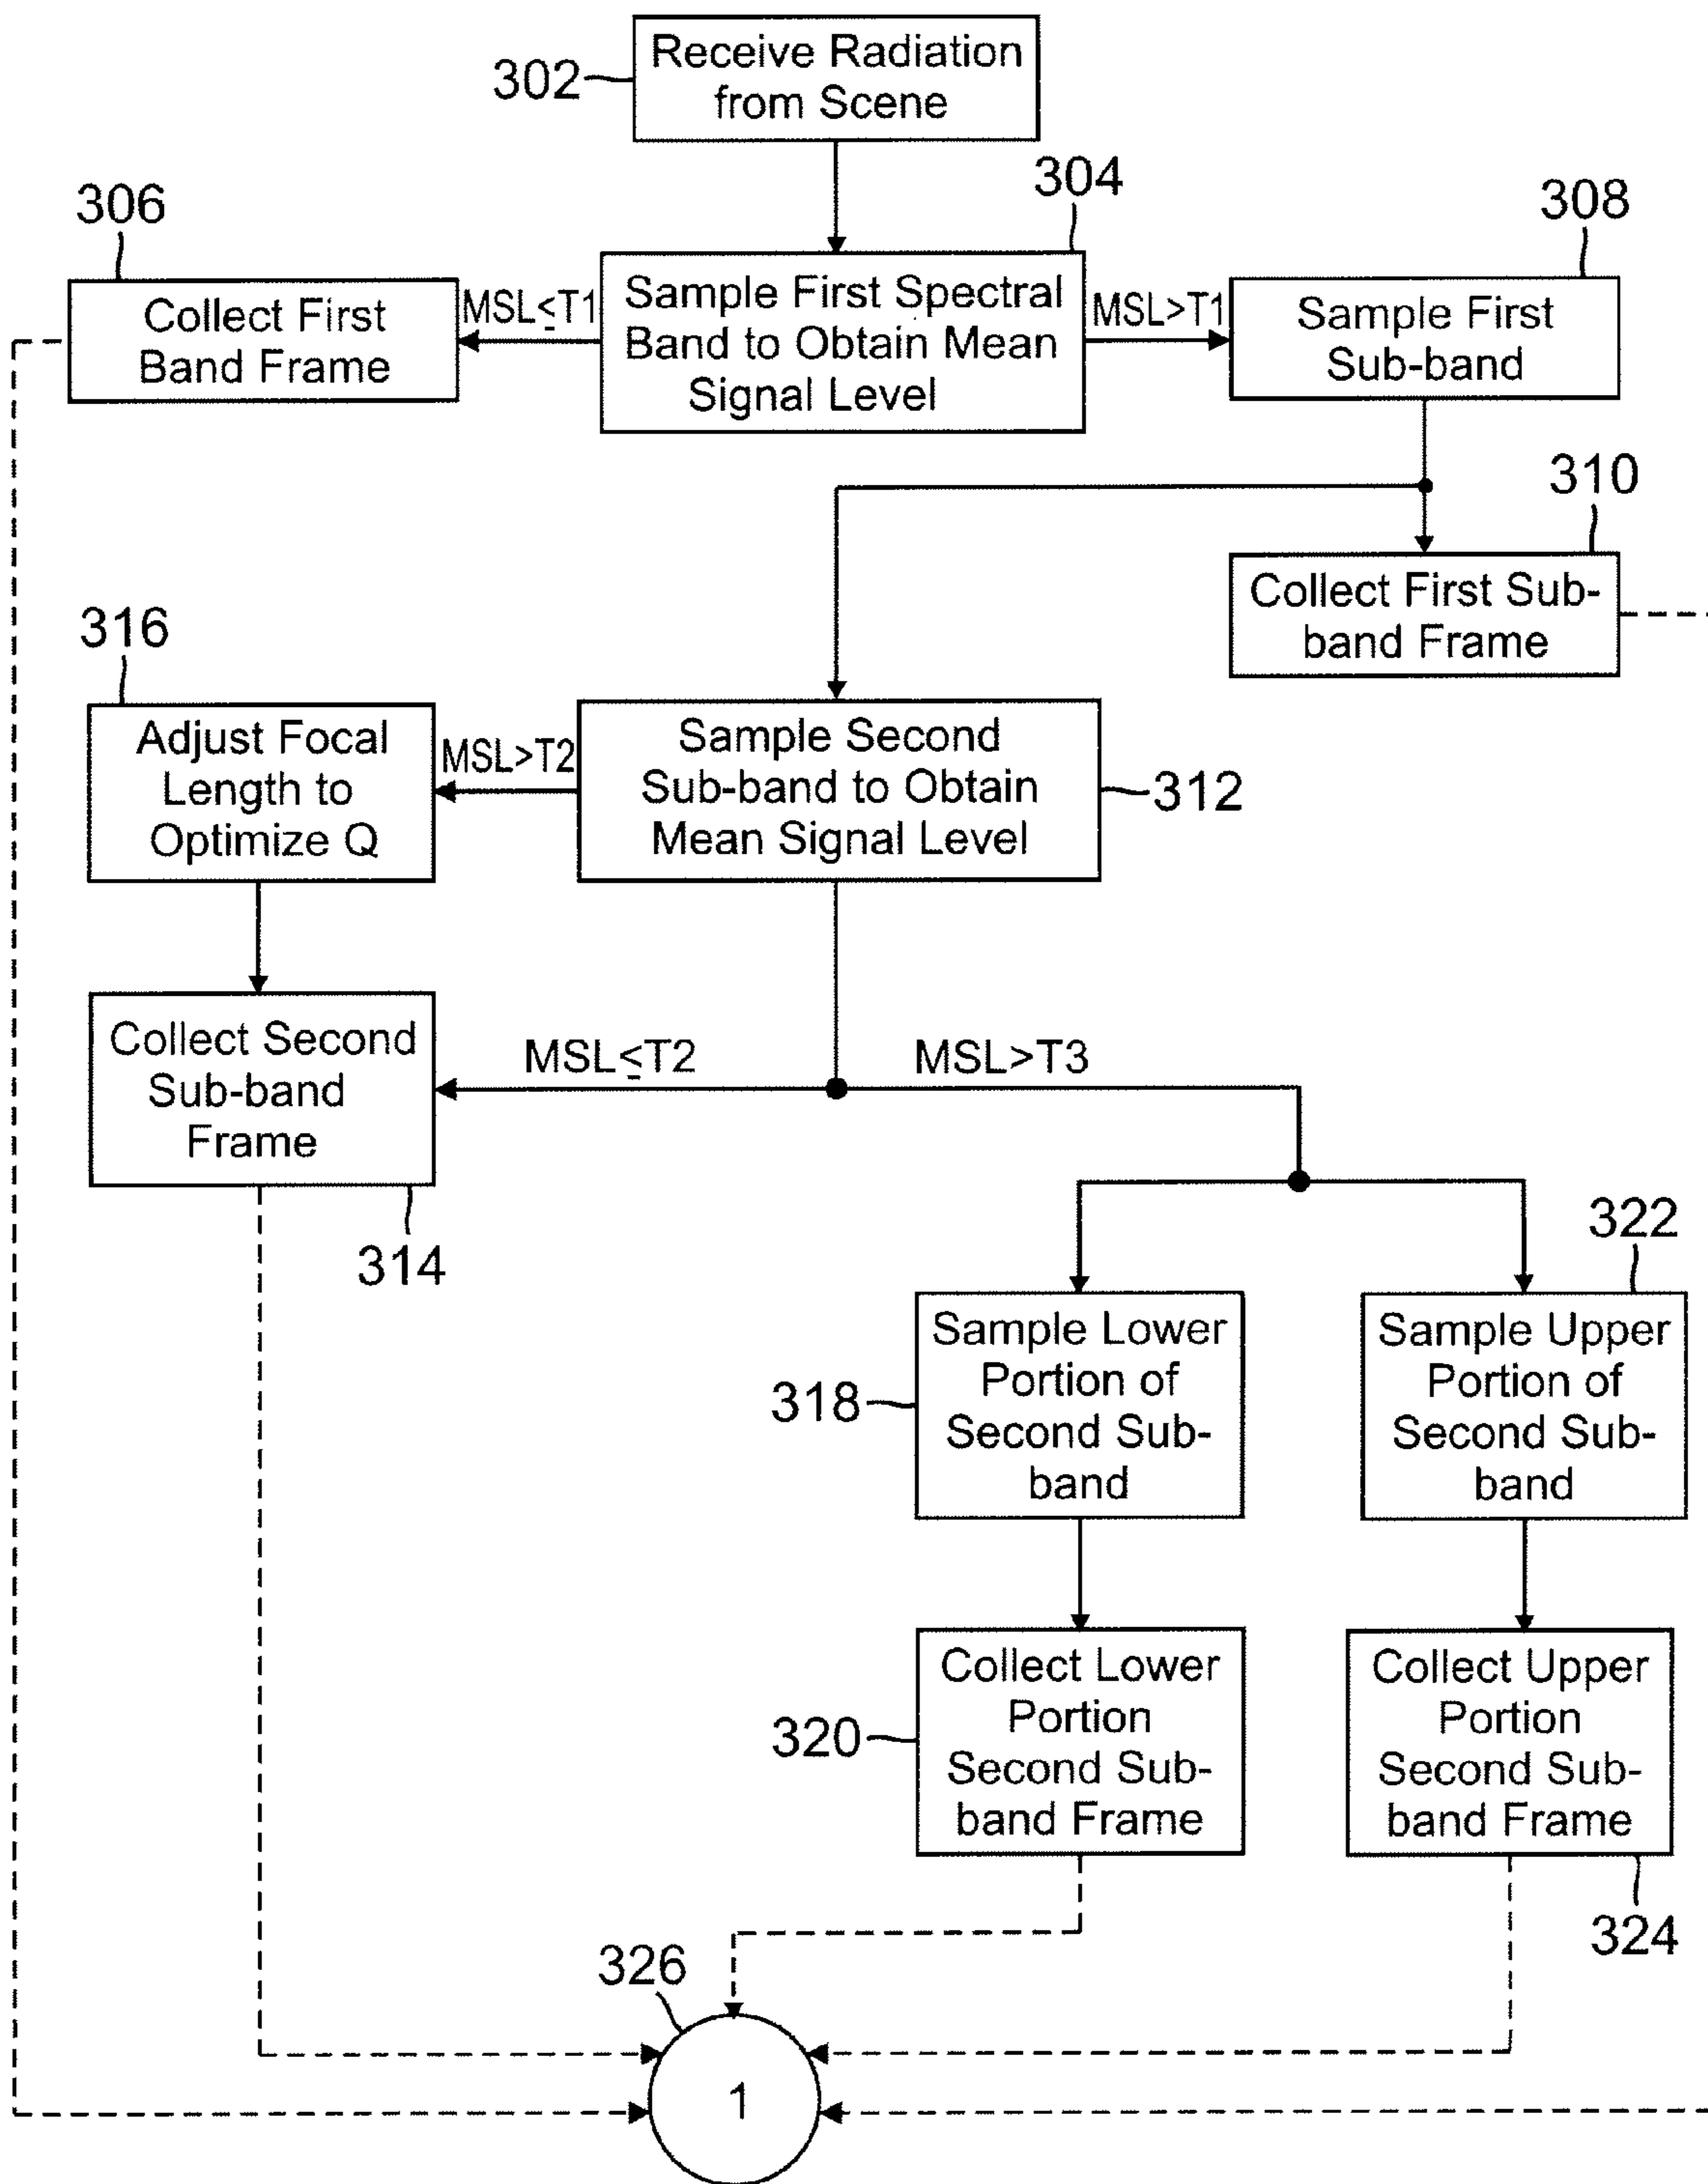 Receive Radiation
from Scene
302
304
306
308
Collect First
Band Frame
MSL≤T1
Sample First Spectral
Band to Obtain Mean
Signal Level
MSL>T1
Sample First
Sub-band
310
Collect First Sub-
band Frame
316
Adjust Focal
Length to
Optimize Q
MSL>T2
Sample Second
Sub-band to Obtain
Mean Signal Level
312
Collect Second
Sub-band
Frame
MSL≤T2
MSL>T3
314
322
318
Sample Lower
Portion of
Second Sub-
band
Sample Upper
Portion of
Second Sub-
band
320
Collect Lower
Portion
Second Sub-
band Frame
Collect Upper
Portion
Second Sub-
band Frame
324
326
1